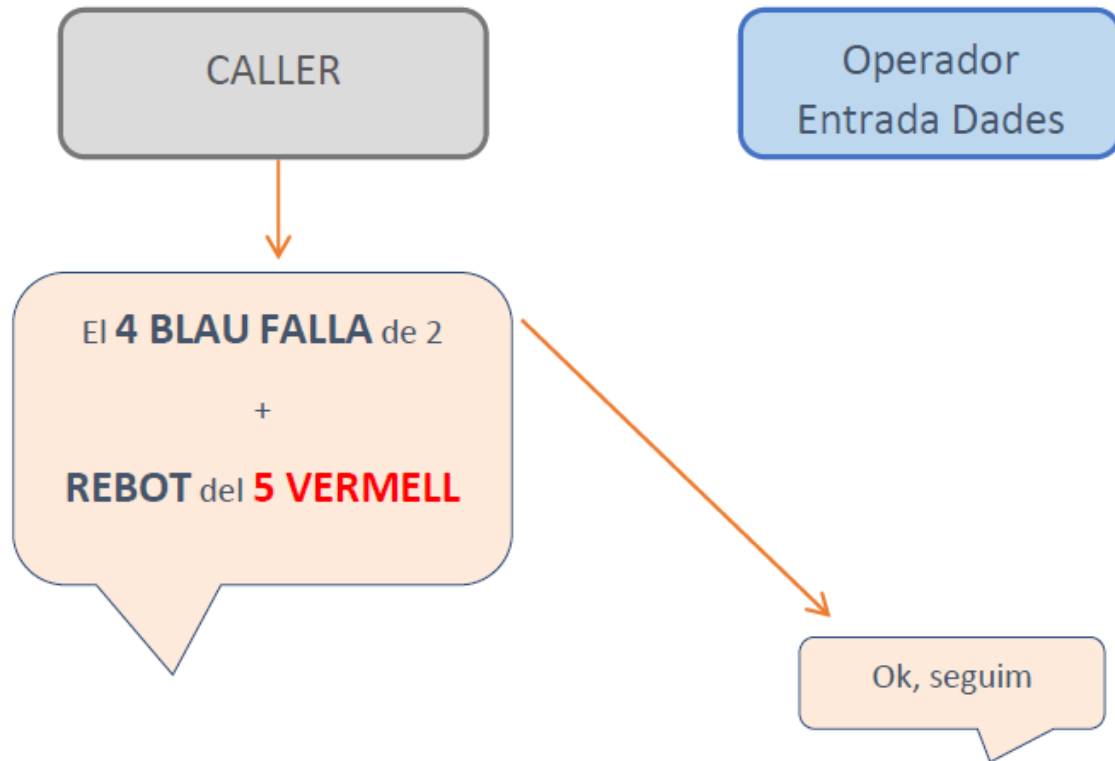 CALLER
Operador
Entrada Dades
El 4 BLAU FALLA de 2
+
REBOT del 5 VERMELL
Ok, seguim